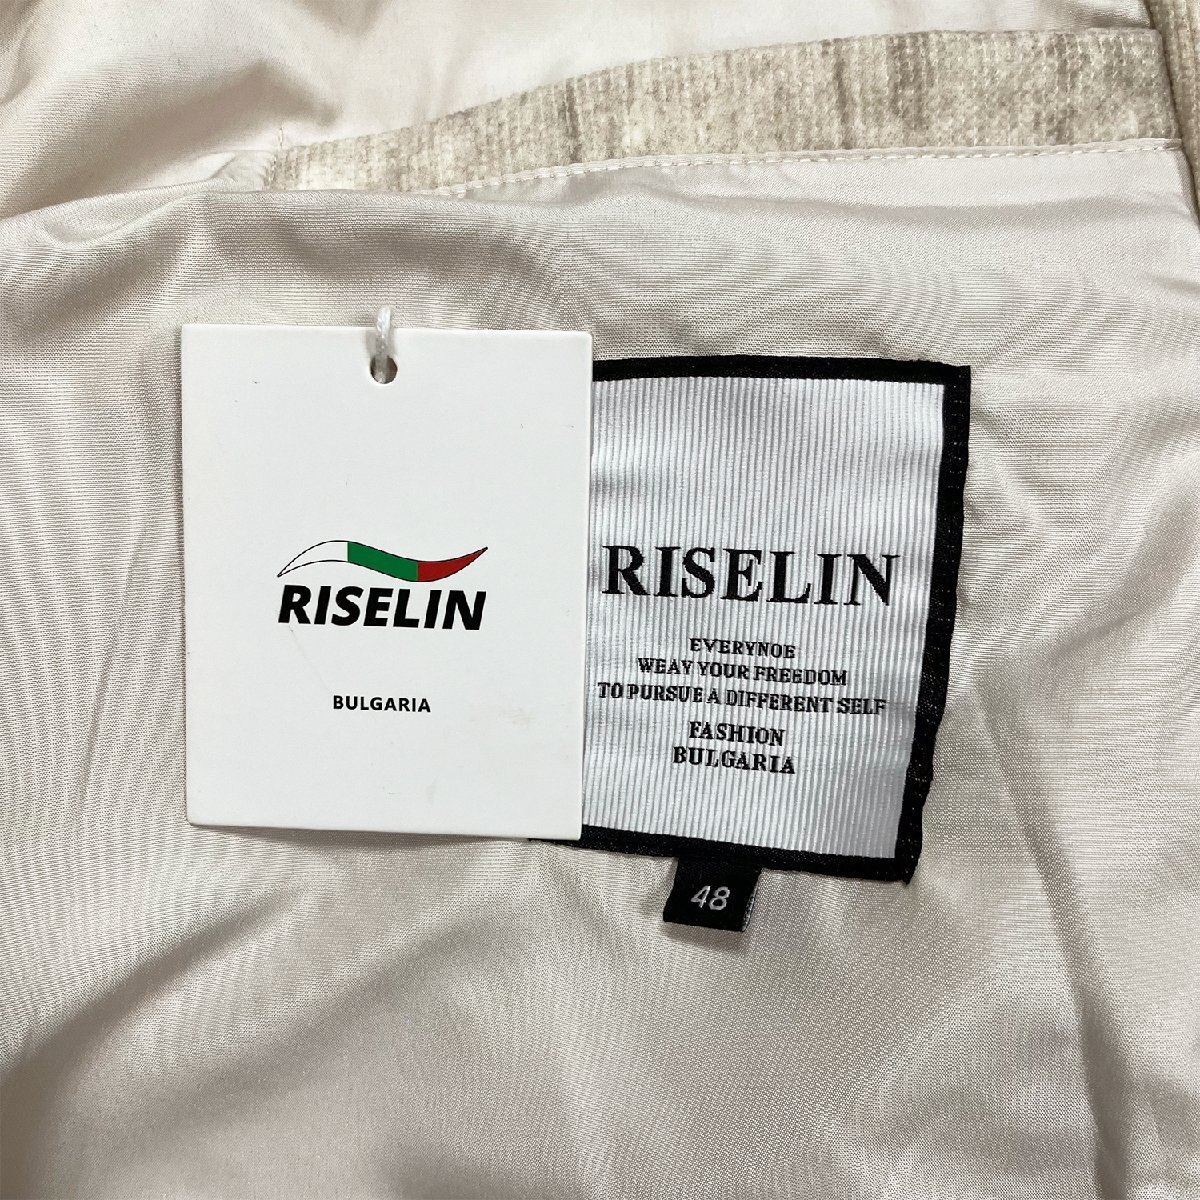 RISELIN
BULGARIA
RISELIN
EVERYNOE
WEAY YOUR FREEDOM
TO PURSUE A DIFFERENT SELF
FASHION
BULGARIA
48